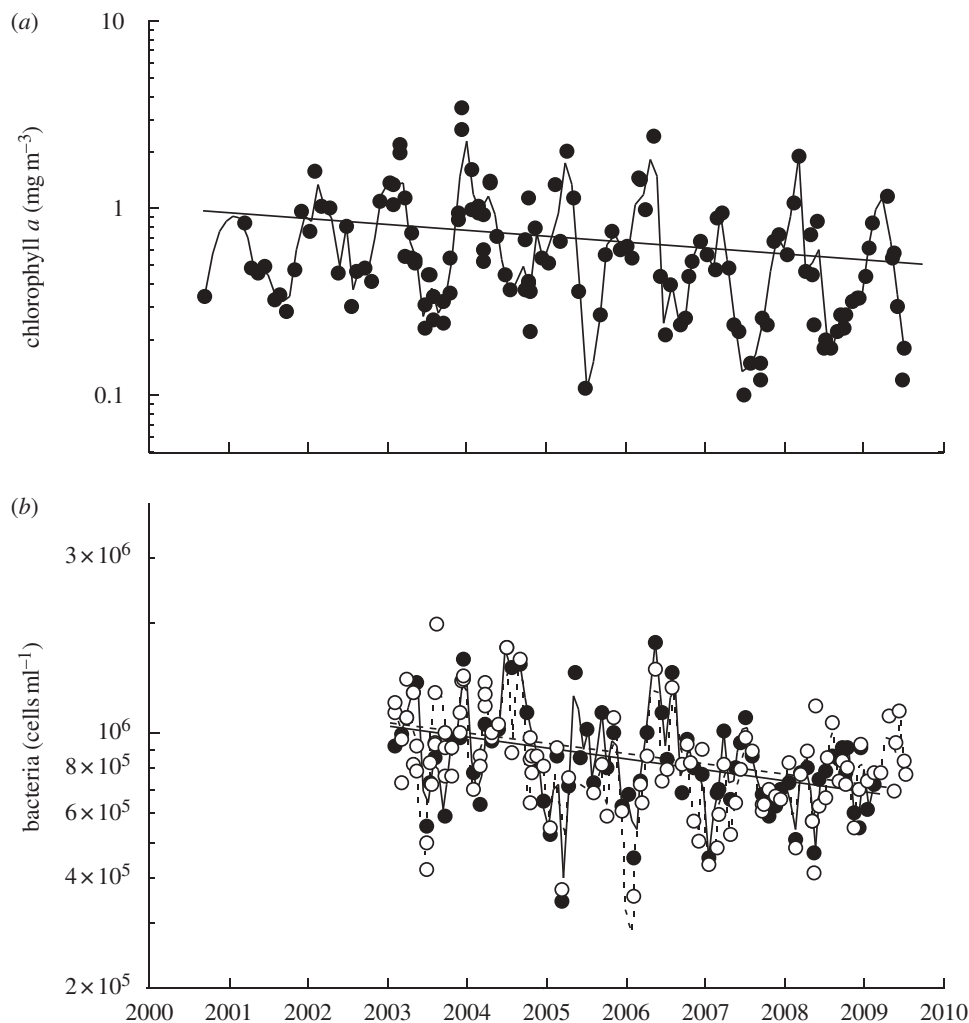 (a)
10
1
0.1
chlorophyll a (mg m⁻³)
(b)
3×10⁶
10⁶
8×10⁵
6×10⁵
4×10⁵
2×10⁵
bacteria (cells ml⁻¹)
2000 2001 2002 2003 2004 2005 2006 2007 2008 2009 2010